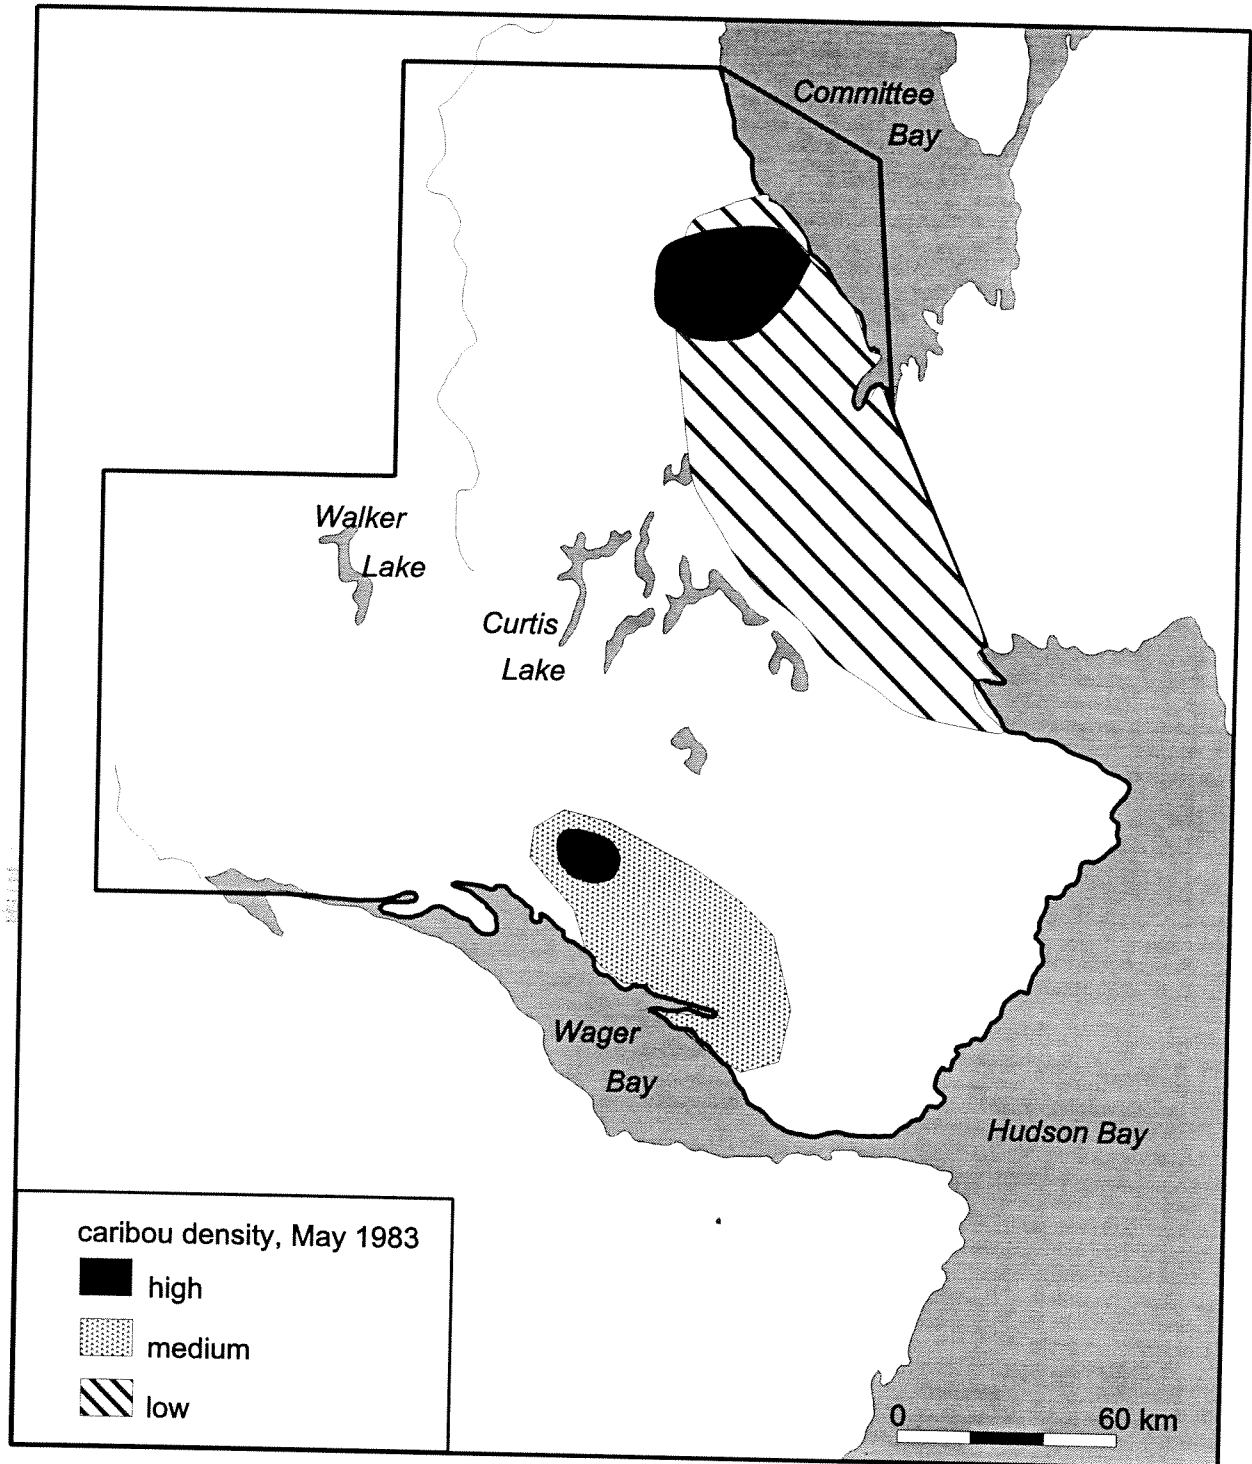 Committee
Bay
Walker
Lake
Curtis
Lake
Wager
Bay
Hudson Bay
caribou density, May 1983
high
medium
low
0 60 km